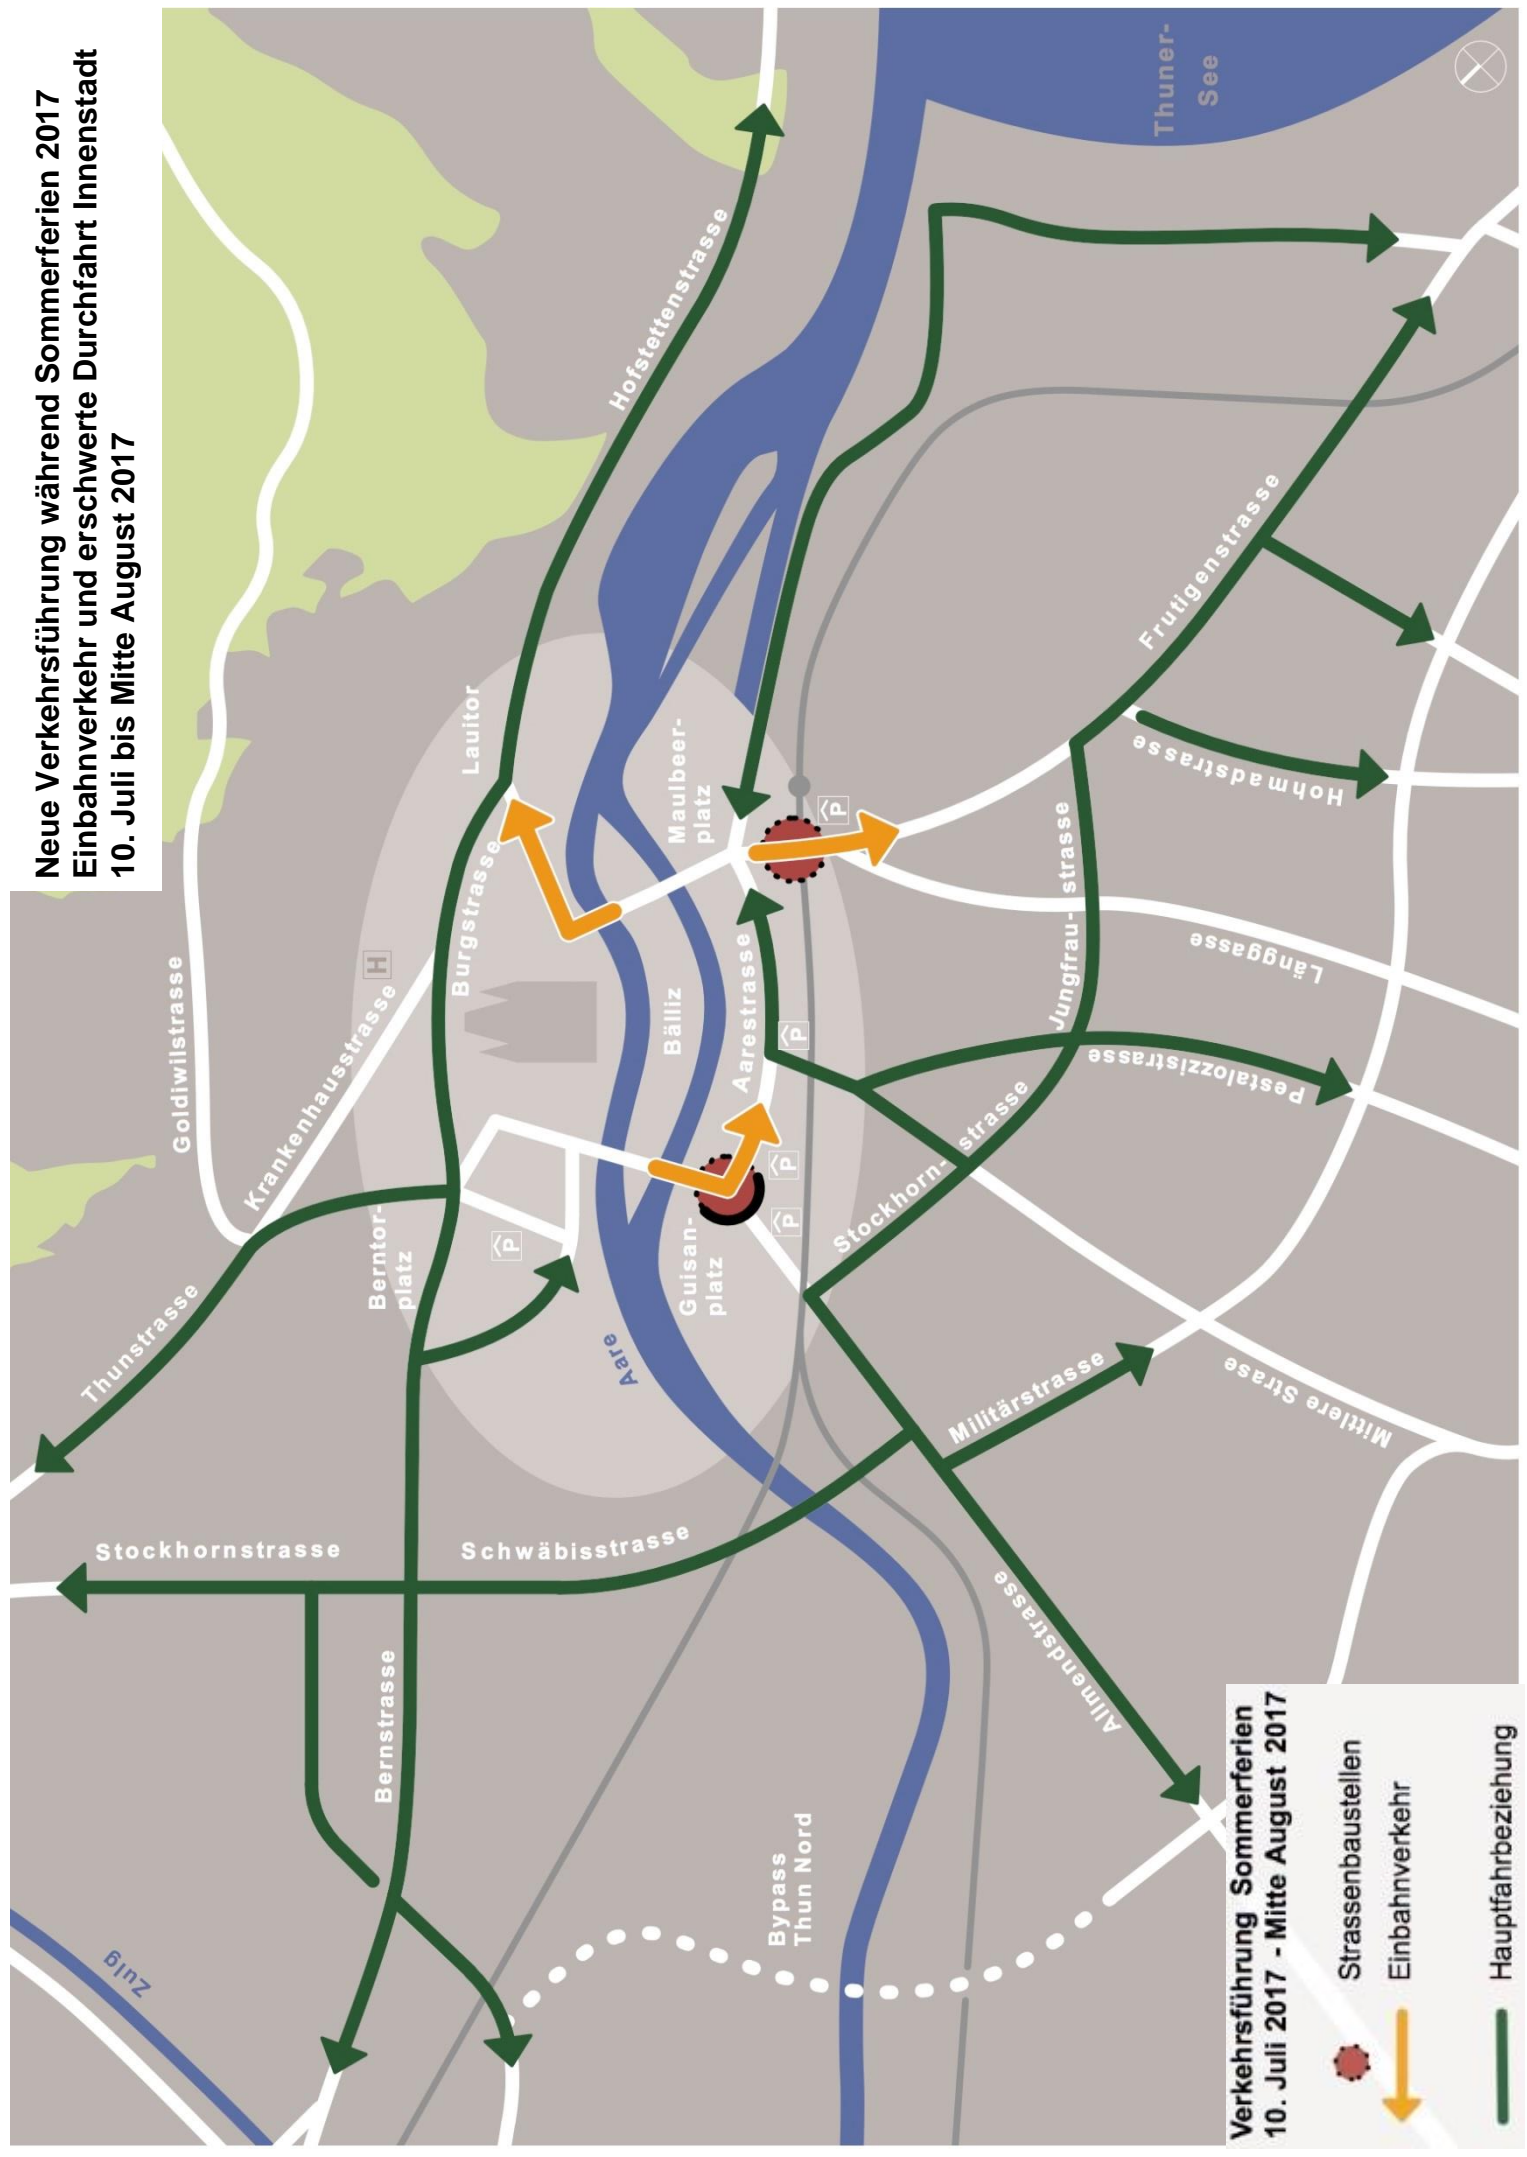 Neue Verkehrsführung während Sommerferien 2017
Einbahnverkehr und erschwerte Durchfahrt Innenstadt
10. Juli bis Mitte August 2017
Zulg
Thunstrasse
Goldiwilstrasse
Krankenhausstrasse
H
Stockhornstrasse
Schwäbisstrasse
Bernstrasse
Berntor-
platz
P
Burgstrasse
Lauitor
Hofstettenstrasse
Thuner-
See
Aare
Bälliz
Guisan-
platz
P
P
Aarestrasse
P
Maulbeer-
platz
P
Bypass
Thun Nord
Allmendstrasse
Militärstrasse
Mittlere Strase
Stockhorn-strasse
Pestalozzistrasse
Jungfrau-strasse
Länggasse
Hohmadstrasse
Frutigenstrasse
Verkehrsführung Sommerferien
10. Juli 2017 - Mitte August 2017
Strassenbaustellen
Einbahnverkehr
Hauptfahrbeziehung